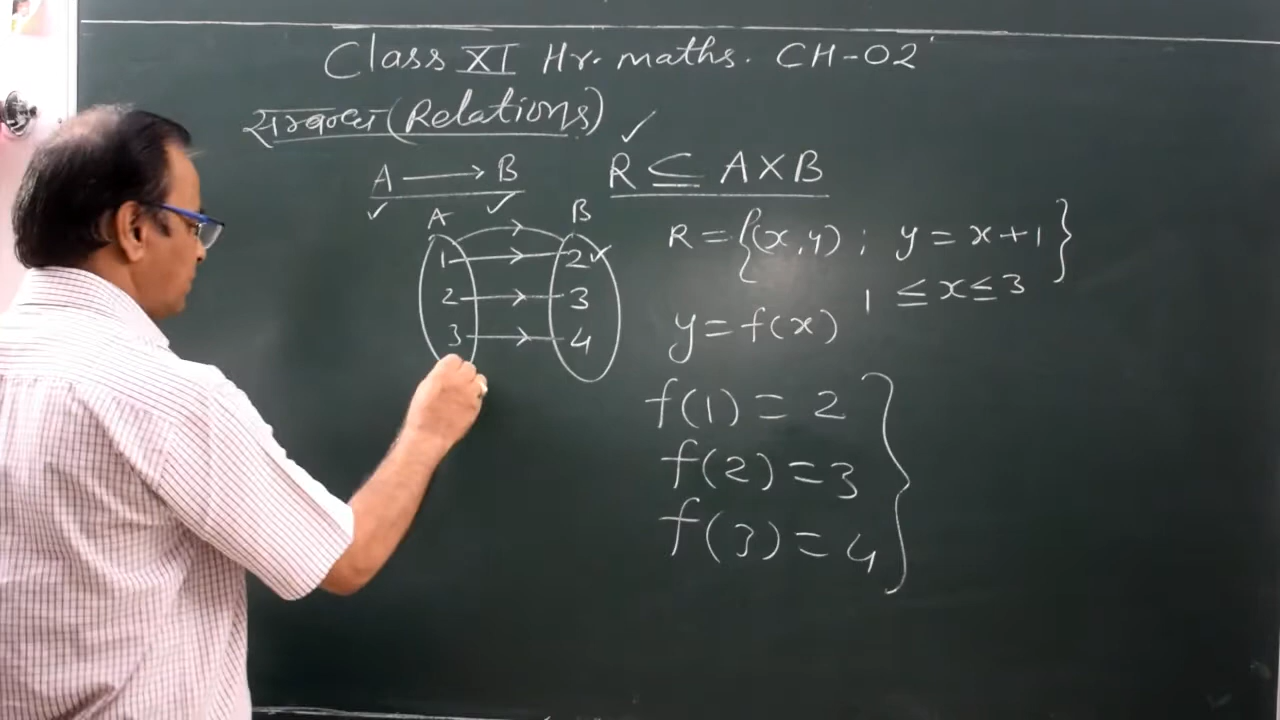 Class XI Hr. maths. CH-02
सम्बन्ध (Relations)
A → B
R ⊆ A×B
A B
1 → 2
2 → 3
3 → 4
R = {(x,y) ; y = x+1}
1 ≤ x ≤ 3
y = f(x)
f(1) = 2
f(2) = 3
f(3) = 4